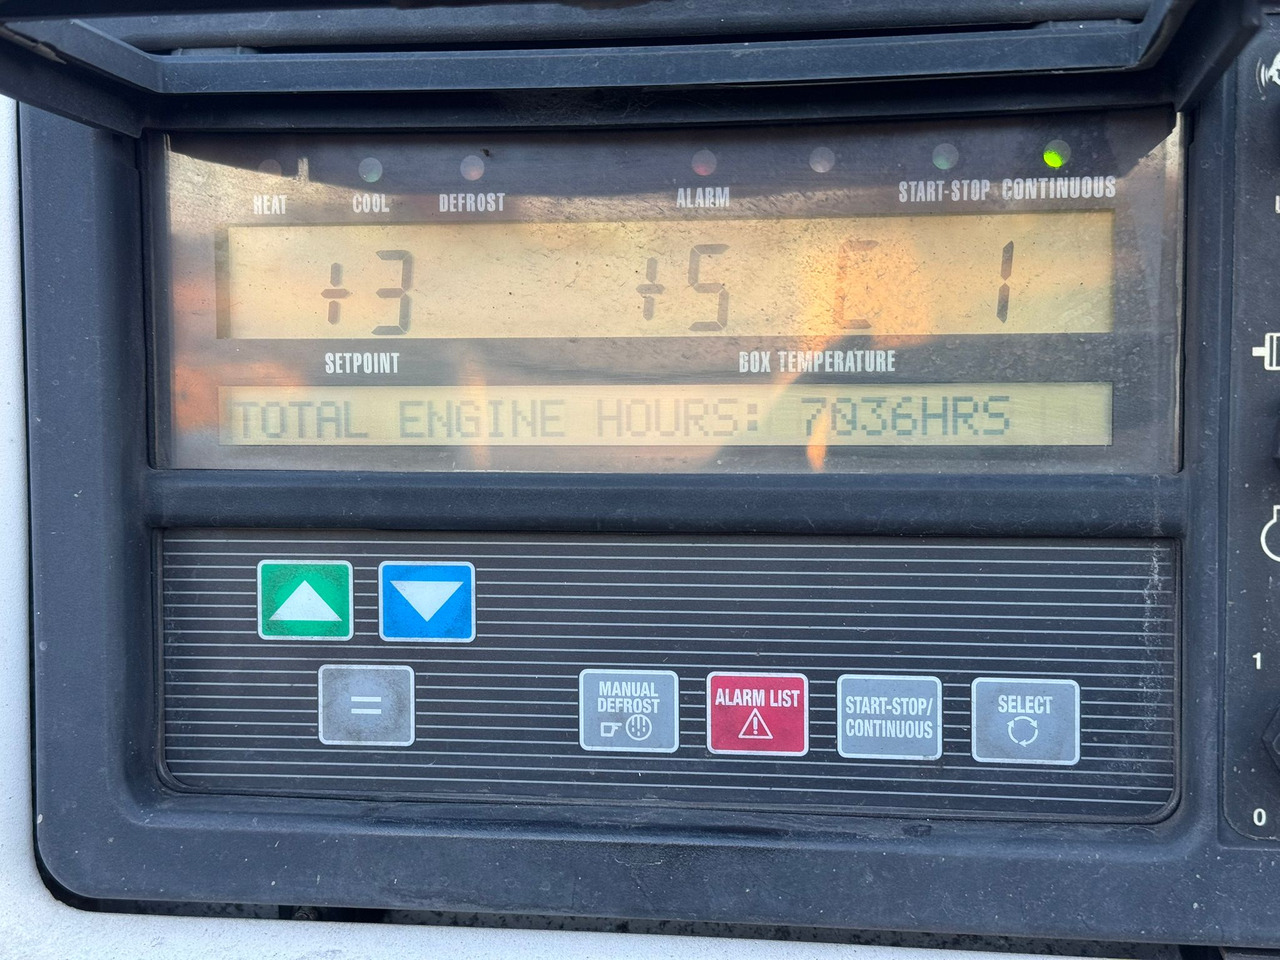 HEAT COOL DEFROST ALARM START-STOP CONTINUOUS
+3 +5 C 1
SETPOINT BOX TEMPERATURE
TOTAL ENGINE HOURS: 7036HRS
=
MANUAL DEFROST
ALARM LIST
START-STOP/
CONTINUOUS
SELECT
1
0